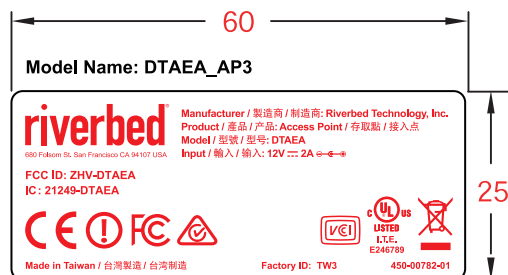 60
Model Name: DTAEA_AP3
riverbed
680 Folsom St. San Francisco CA 94107 USA
Manufacturer / 製造商 / 制造商: Riverbed Technology, Inc.
Product / 產品 / 产品: Access Point / 存取點 / 接入点
Model / 型號 / 型号: DTAEA
Input / 輸入 / 输入: 12V ⎓ 2A
FCC ID: ZHV-DTAEA
IC: 21249-DTAEA
25
CE FC VCI
c UL us
LISTED
I.T.E.
E246789
Made in Taiwan / 台灣製造 / 台湾制造
Factory ID: TW3
450-00782-01